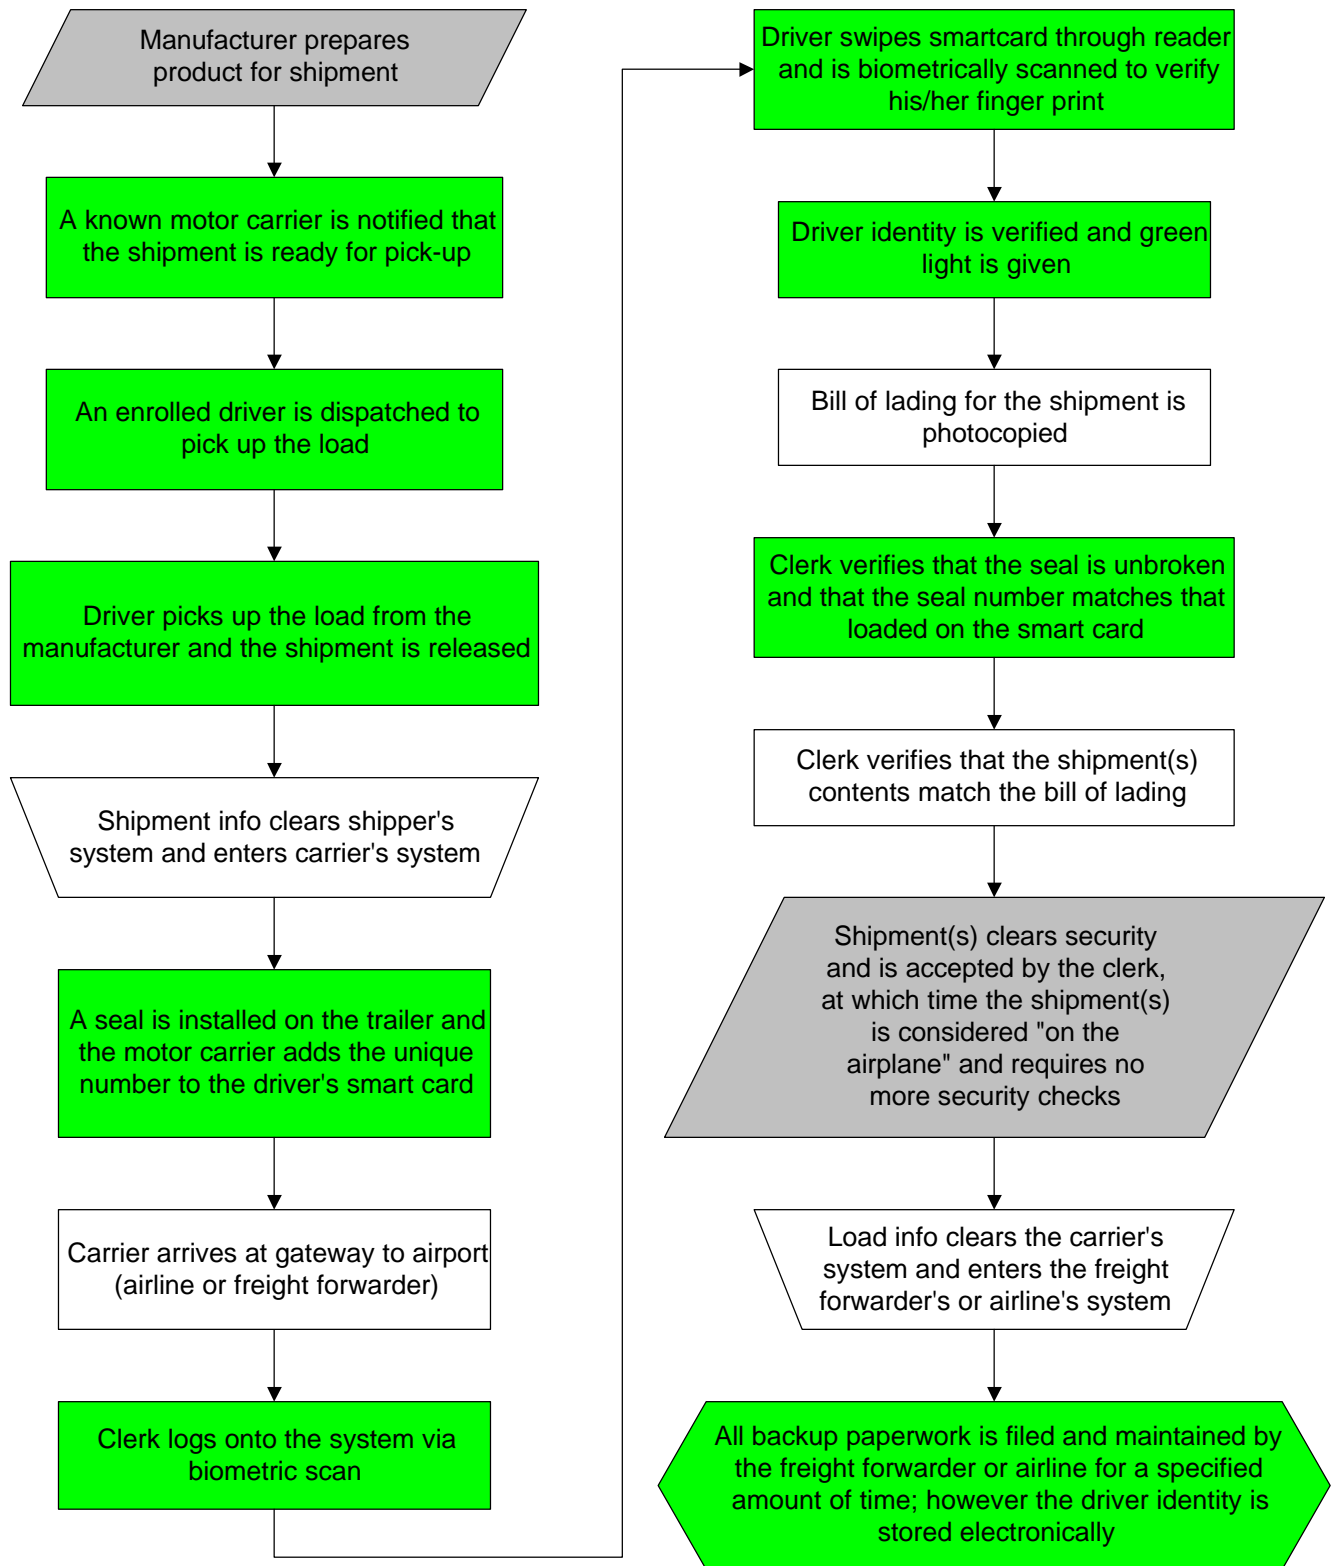 Manufacturer prepares
product for shipment
A known motor carrier is notified that
the shipment is ready for pick-up
An enrolled driver is dispatched to
pick up the load
Driver picks up the load from the
manufacturer and the shipment is released
Shipment info clears shipper's
system and enters carrier's system
A seal is installed on the trailer and
the motor carrier adds the unique
number to the driver's smart card
Carrier arrives at gateway to airport
(airline or freight forwarder)
Clerk logs onto the system via
biometric scan
Driver swipes smartcard through reader
and is biometrically scanned to verify
his/her finger print
Driver identity is verified and green
light is given
Bill of lading for the shipment is
photocopied
Clerk verifies that the seal is unbroken
and that the seal number matches that
loaded on the smart card
Clerk verifies that the shipment(s)
contents match the bill of lading
Shipment(s) clears security
and is accepted by the clerk,
at which time the shipment(s)
is considered "on the
airplane" and requires no
more security checks
Load info clears the carrier's
system and enters the freight
forwarder's or airline's system
All backup paperwork is filed and maintained by
the freight forwarder or airline for a specified
amount of time; however the driver identity is
stored electronically